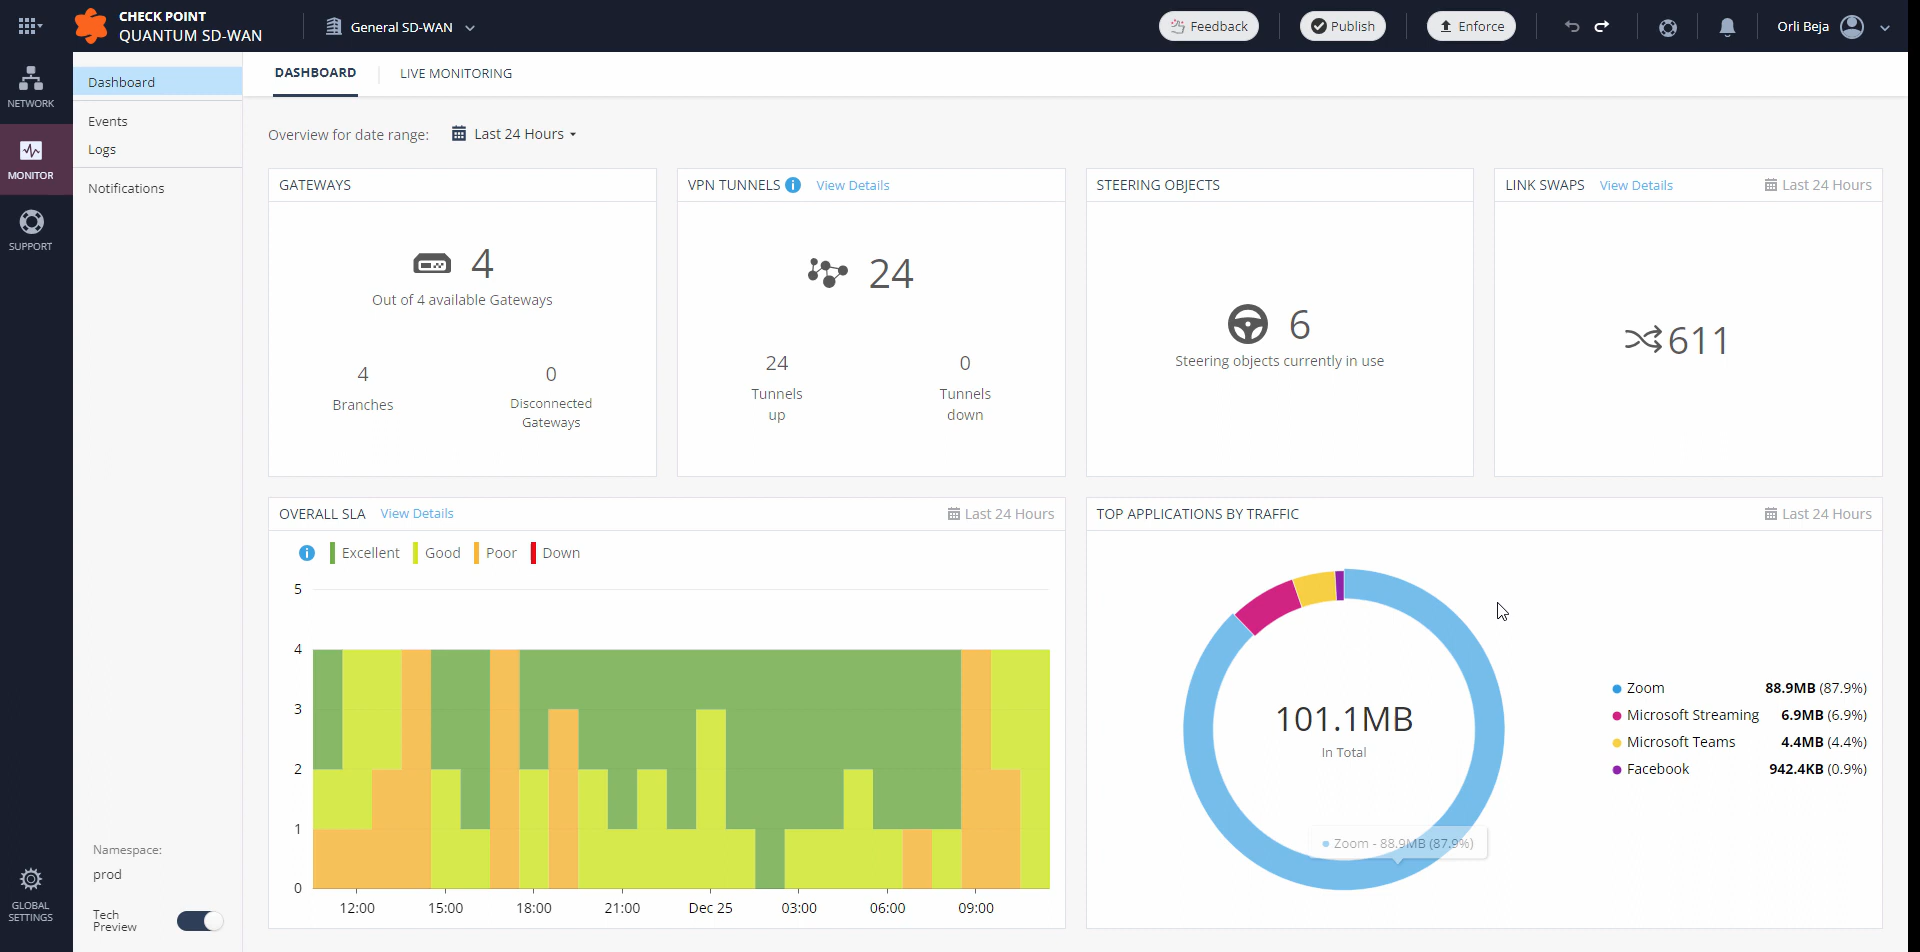 CHECK POINT
QUANTUM SD-WAN
General SD-WAN
Feedback
Publish
Enforce
Orli Beja
NETWORK
MONITOR
SUPPORT
GLOBAL
SETTINGS
Dashboard
Events
Logs
Notifications
Namespace:
prod
Tech
Preview
DASHBOARD
LIVE MONITORING
Overview for date range: Last 24 Hours
GATEWAYS
4
Out of 4 available Gateways
4
Branches
0
Disconnected
Gateways
VPN TUNNELS View Details
24
24
Tunnels
up
0
Tunnels
down
STEERING OBJECTS
6
Steering objects currently in use
LINK SWAPS View Details Last 24 Hours
611
OVERALL SLA View Details Last 24 Hours
Excellent Good Poor Down
5
4
3
2
1
0
12:00 15:00 18:00 21:00 Dec 25 03:00 06:00 09:00
TOP APPLICATIONS BY TRAFFIC Last 24 Hours
101.1MB
In Total
Zoom - 88.9MB (87.9%)
Zoom 88.9MB (87.9%)
Microsoft Streaming 6.9MB (6.9%)
Microsoft Teams 4.4MB (4.4%)
Facebook 942.4KB (0.9%)